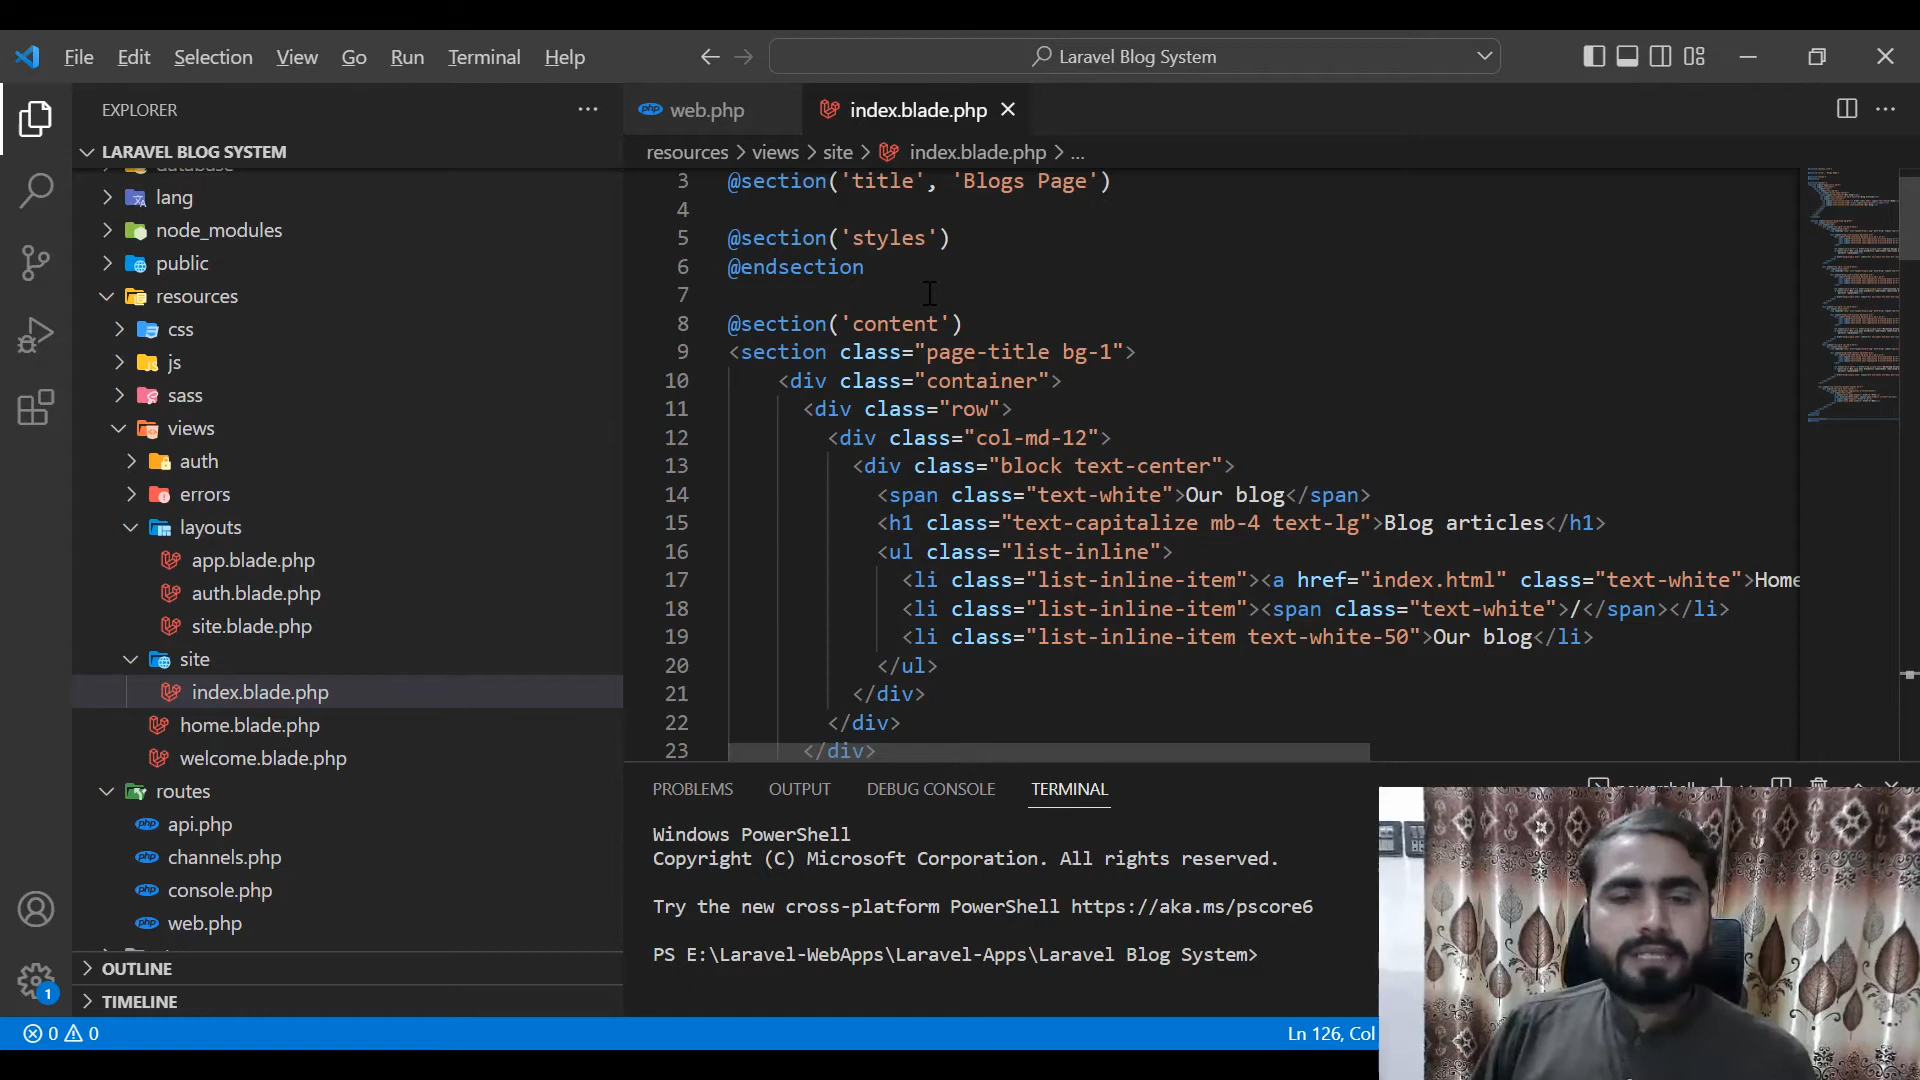 File Edit Selection View Go Run Terminal Help
Laravel Blog System
EXPLORER
LARAVEL BLOG SYSTEM
lang
node_modules
public
resources
css
js
sass
views
auth
errors
layouts
app.blade.php
auth.blade.php
site.blade.php
site
index.blade.php
home.blade.php
welcome.blade.php
routes
api.php
channels.php
console.php
web.php
OUTLINE
TIMELINE
web.php index.blade.php
resources > views > site > index.blade.php > ...
3 @section('title', 'Blogs Page')
4
5 @section('styles')
6 @endsection
7
8 @section('content')
9 <section class="page-title bg-1">
10 <div class="container">
11 <div class="row">
12 <div class="col-md-12">
13 <div class="block text-center">
14 <span class="text-white">Our blog</span>
15 <h1 class="text-capitalize mb-4 text-lg">Blog articles</h1>
16 <ul class="list-inline">
17 <li class="list-inline-item"><a href="index.html" class="text-white">Home
18 <li class="list-inline-item"><span class="text-white">/</span></li>
19 <li class="list-inline-item text-white-50">Our blog</li>
20 </ul>
21 </div>
22 </div>
23 </div>
PROBLEMS OUTPUT DEBUG CONSOLE TERMINAL
Windows PowerShell
Copyright (C) Microsoft Corporation. All rights reserved.
Try the new cross-platform PowerShell https://aka.ms/pscore6
PS E:\Laravel-WebApps\Laravel-Apps\Laravel Blog System>
1
0 0
Ln 126, Col